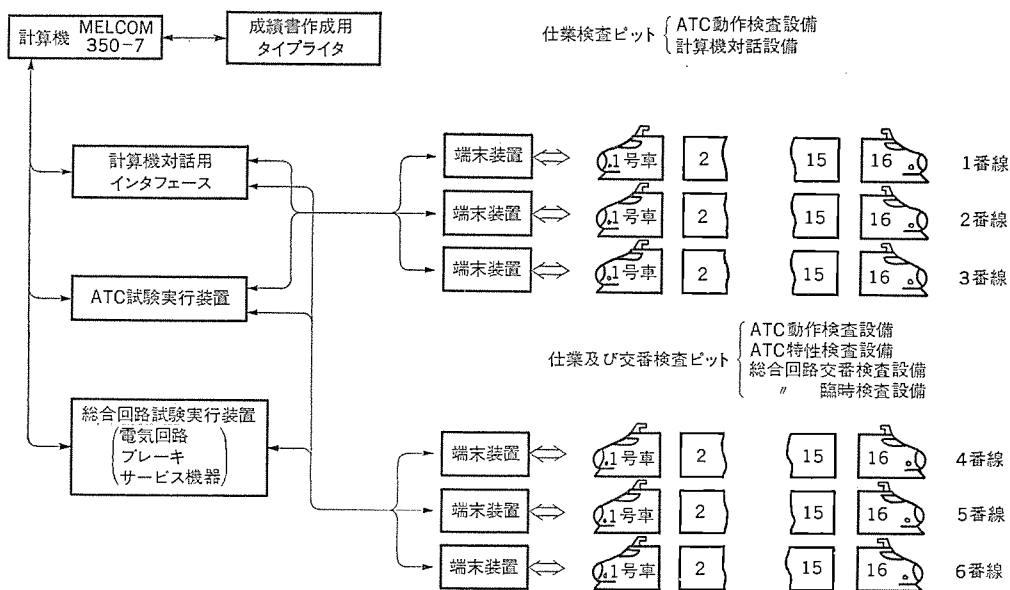 計算機 MELCOM 350-7
成績書作成用
タイプライタ
仕業検査ピット
ATC動作検査設備
計算機対話設備
計算機対話用
インタフェース
端末装置 1号車 2 15 16 1番線
端末装置 1号車 2 15 16 2番線
端末装置 1号車 2 15 16 3番線
ATC試験実行装置
仕業及び交番検査ピット
ATC動作検査設備
ATC特性検査設備
総合回路交番検査設備
〃 臨時検査設備
総合回路試験実行装置
電気回路
ブレーキ
サービス機器
端末装置 1号車 2 15 16 4番線
端末装置 1号車 2 15 16 5番線
端末装置 1号車 2 15 16 6番線